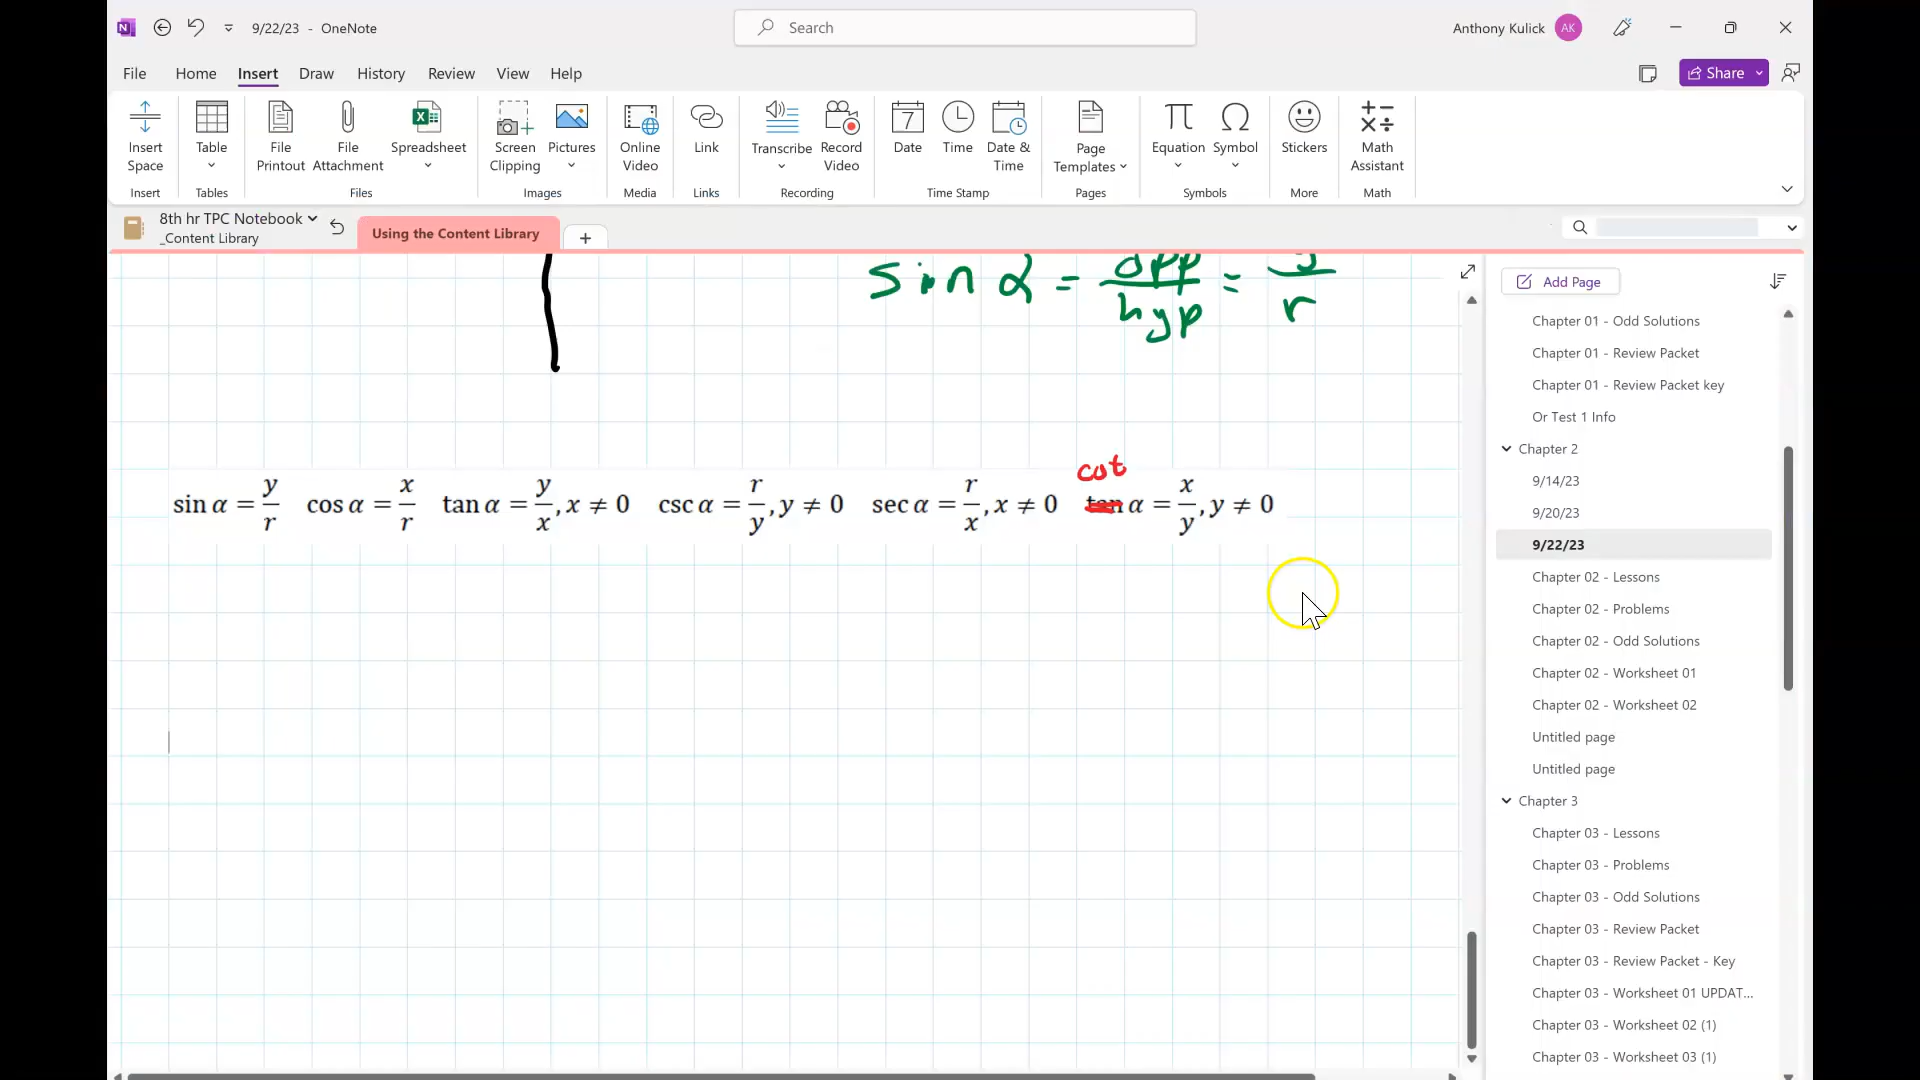 9/22/23 - OneNote
Search
Anthony Kulick AK
File Home Insert Draw History Review View Help
Share
Insert Space
Table
File Printout
File Attachment
Spreadsheet
Screen Clipping
Pictures
Online Video
Link
Transcribe
Record Video
7
Date
Time
Date & Time
Page Templates
Equation
Symbol
Stickers
Math Assistant
Insert Tables Files Images Media Links Recording Time Stamp Pages Symbols More Math
8th hr TPC Notebook
_Content Library
Using the Content Library
sin α = opp/hyp = y/r
cot
sin α = y/r cos α = x/r tan α = y/x, x ≠ 0 csc α = r/y, y ≠ 0 sec α = r/x, x ≠ 0 tan α = x/y, y ≠ 0
Add Page
Chapter 01 - Odd Solutions
Chapter 01 - Review Packet
Chapter 01 - Review Packet key
Or Test 1 Info
Chapter 2
9/14/23
9/20/23
9/22/23
Chapter 02 - Lessons
Chapter 02 - Problems
Chapter 02 - Odd Solutions
Chapter 02 - Worksheet 01
Chapter 02 - Worksheet 02
Untitled page
Untitled page
Chapter 3
Chapter 03 - Lessons
Chapter 03 - Problems
Chapter 03 - Odd Solutions
Chapter 03 - Review Packet
Chapter 03 - Review Packet - Key
Chapter 03 - Worksheet 01 UPDAT...
Chapter 03 - Worksheet 02 (1)
Chapter 03 - Worksheet 03 (1)